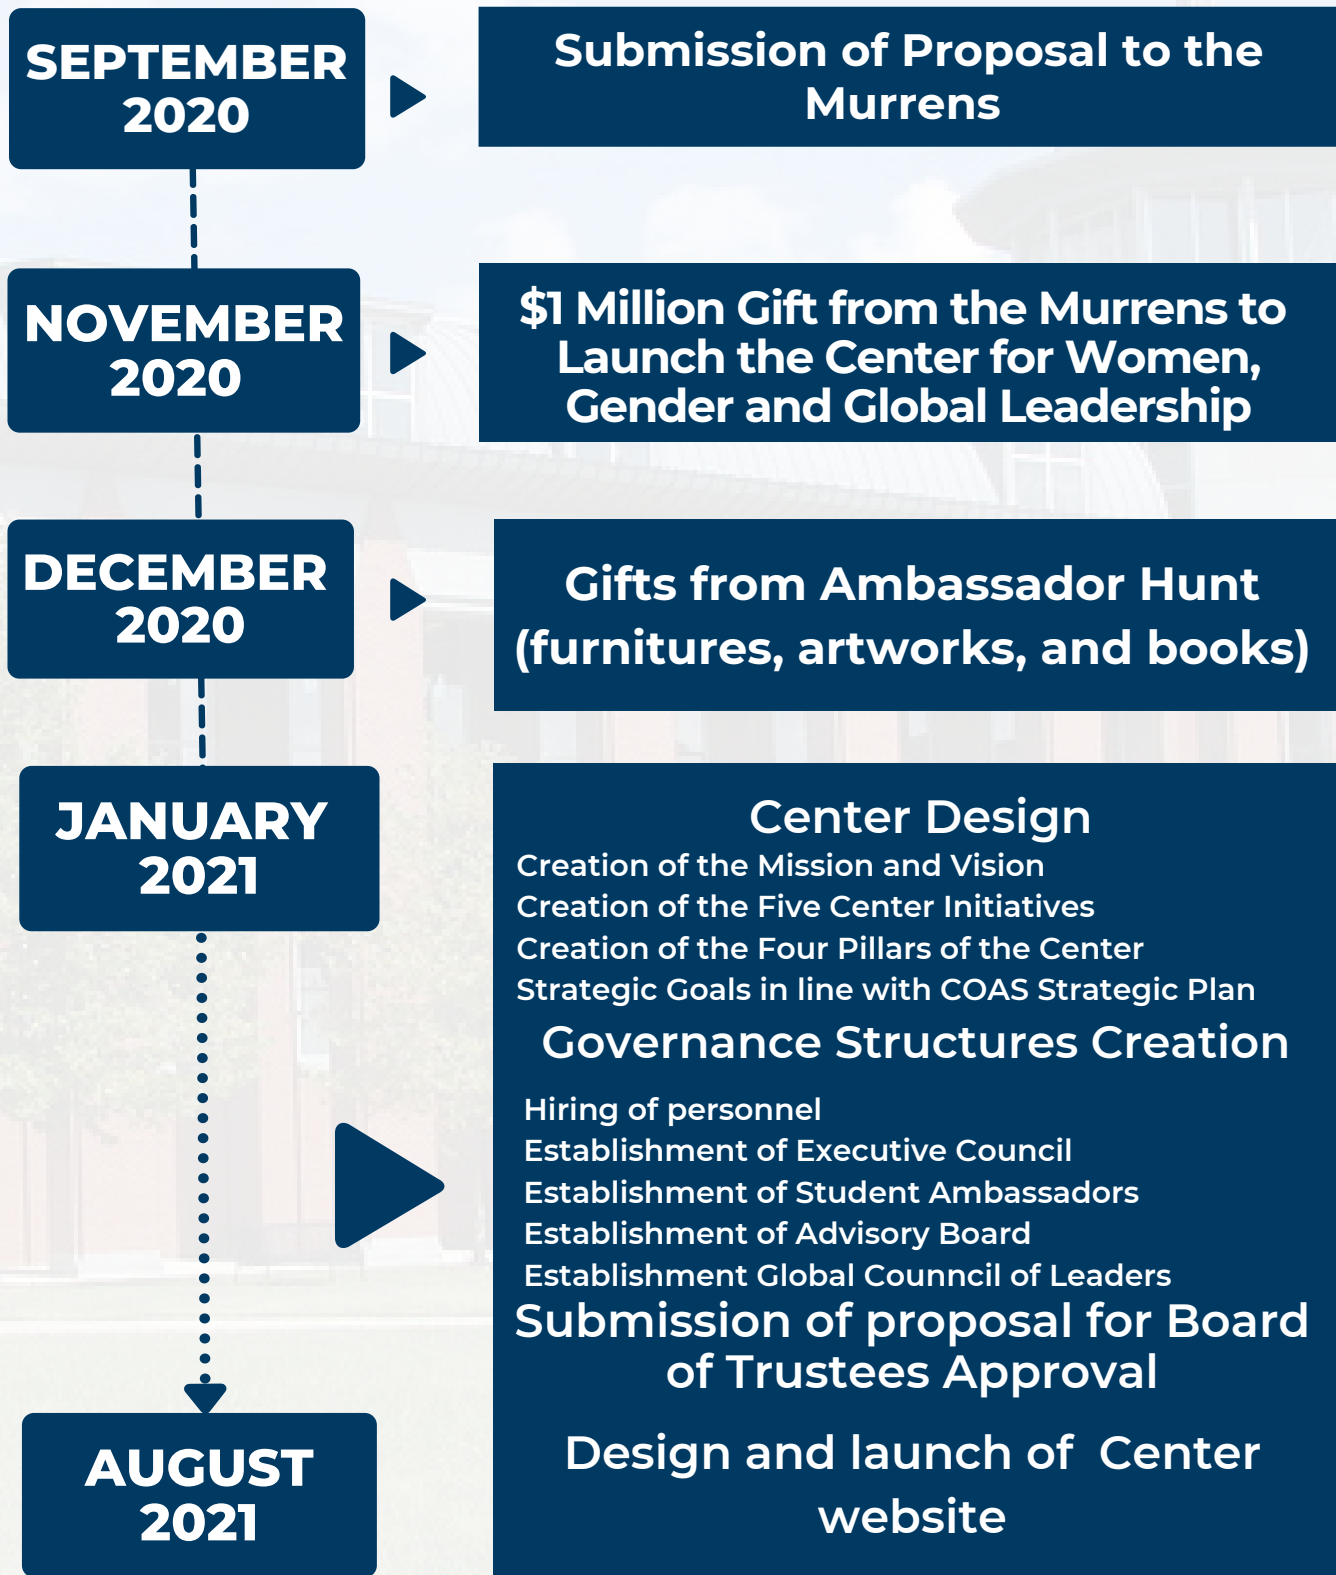 SEPTEMBER
2020
Submission of Proposal to the
Murrens
NOVEMBER
2020
$1 Million Gift from the Murrens to
Launch the Center for Women,
Gender and Global Leadership
DECEMBER
2020
Gifts from Ambassador Hunt
(furnitures, artworks, and books)
JANUARY
2021
Center Design
Creation of the Mission and Vision
Creation of the Five Center Initiatives
Creation of the Four Pillars of the Center
Strategic Goals in line with COAS Strategic Plan
Governance Structures Creation
Hiring of personnel
Establishment of Executive Council
Establishment of Student Ambassadors
Establishment of Advisory Board
Establishment Global Counncil of Leaders
Submission of proposal for Board
of Trustees Approval
Design and launch of Center
website
AUGUST
2021